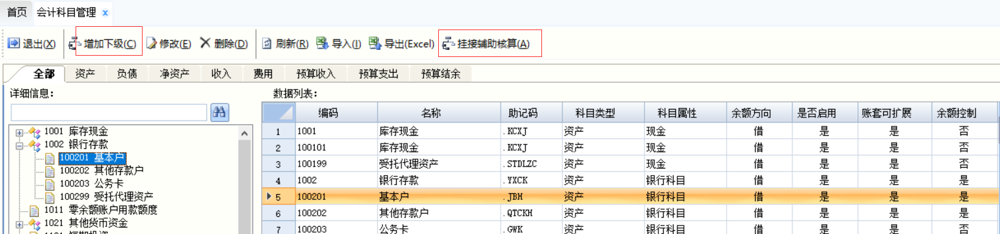 首页 会计科目管理 x
退出(X) 增加下级(C) 修改(E) 删除(D) 刷新(R) 导入(I) 导出(Excel) 挂接辅助核算(A)
全部 资产 负债 净资产 收入 费用 预算收入 预算支出 预算结余
详细信息： 数据列表：
1001 库存现金
1002 银行存款
100201 基本户
100202 其他存款户
100203 公务卡
100299 受托代理资产
1011 零余额账户用款额度
1021 其他货币资金
编码 名称 助记码 科目类型 科目属性 余额方向 是否启用 账套可扩展 余额控制
1 1001 库存现金 .KCXJ 资产 现金 借 是 是 否
2 100101 库存现金 .KCXJ 资产 现金 借 是 是 否
3 100199 受托代理资产 .STDLZC 资产 现金 借 是 是 否
4 1002 银行存款 .YXCK 资产 银行科目 借 是 是 是
5 100201 基本户 .JBH 资产 银行科目 借 是 是 是
6 100202 其他存款户 .QTCKH 资产 银行科目 借 是 是 是
7 100203 公务卡 .GWK 资产 银行科目 借 是 是 否